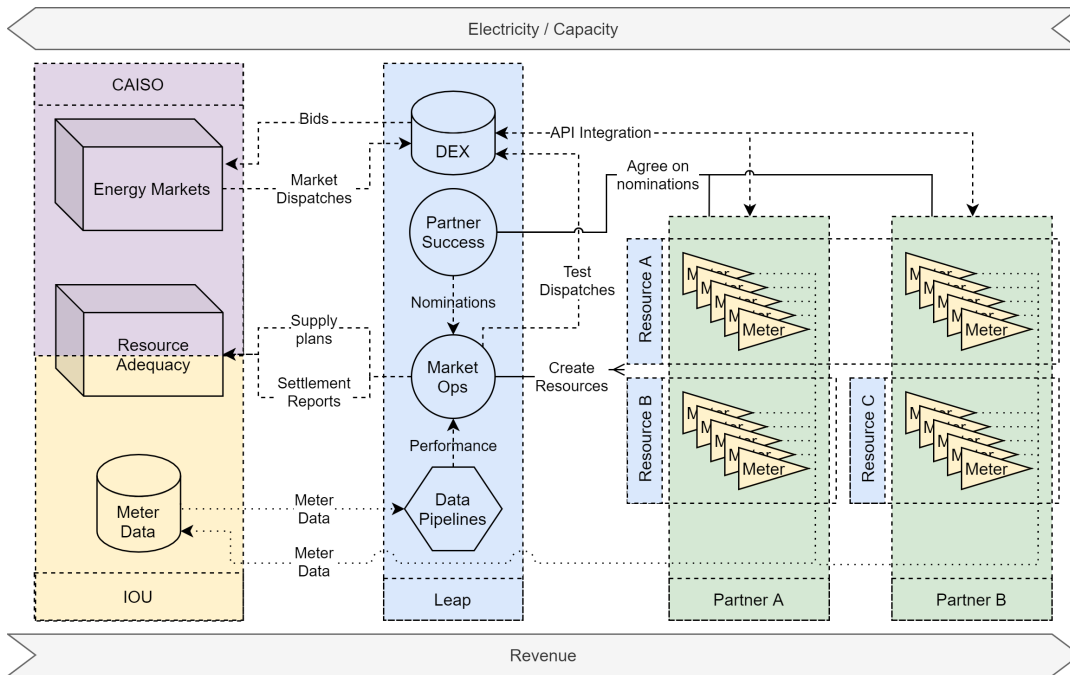 Electricity / Capacity
CAISO
Energy Markets
Resource
Adequacy
Meter
Data
IOU
Bids
Market
Dispatches
Supply
plans
Settlement
Reports
Meter
Data
Meter
Data
DEX
Partner
Success
Nominations
Market
Ops
Performance
Data
Pipelines
Leap
API Integration
Agree on
nominations
Test
Dispatches
Create
Resources
Resource A
Resource B
Resource C
Meter
Meter
Meter
Meter
Partner A
Partner B
Revenue